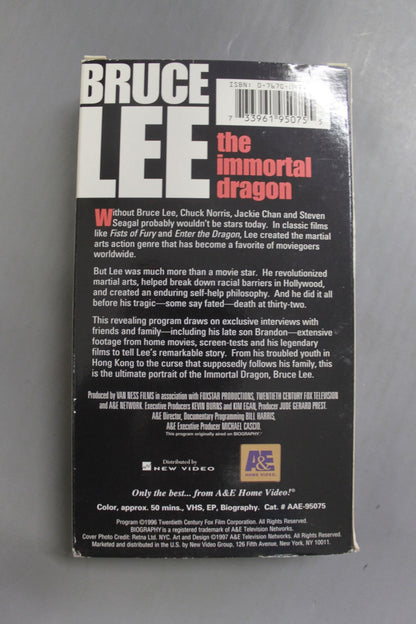 BRUCE
LEE
the
immortal
dragon
ISBN: 0-7670-
7 33961 95075 5
Without Bruce Lee, Chuck Norris, Jackie Chan and Steven
Seagal probably wouldn't be stars today. In classic films
like Fists of Fury and Enter the Dragon, Lee created the martial
arts action genre that has become a favorite of moviegoers
worldwide.
But Lee was much more than a movie star. He revolutionized
martial arts, helped break down racial barriers in Hollywood,
and created an enduring self-help philosophy. And he did it all
before his tragic—some say fated—death at thirty-two.
This revealing program draws on exclusive interviews with
friends and family—including his late son Brandon—extensive
footage from home movies, screen-tests and his legendary
films to tell Lee's remarkable story. From his troubled youth in
Hong Kong to the curse that supposedly follows his family, this
is the ultimate portrait of the Immortal Dragon, Bruce Lee.
Produced by VAN NESS FILMS in association with FOXSTAR PRODUCTIONS, TWENTIETH CENTURY FOX TELEVISION
and A&E NETWORK. Executive Producers KEVIN BURNS and KIM EGAN, Producer JUDE GERARD PREST.
A&E Director, Documentary Programming BILL HARRIS,
A&E Executive Producer MICHAEL CASCIO.
This program originally aired on BIOGRAPHY®.
Distributed by
NEW VIDEO
A&E
HOME VIDEO
Only the best... from A&E Home Video!®
Color, approx. 50 mins., VHS, EP, Biography. Cat. # AAE-95075
Program ©1996 Twentieth Century Fox Film Corporation. All Rights Reserved.
BIOGRAPHY is a registered trademark of A&E Television Networks. All Rights Reserved.
Cover Photo Credit: Retna Ltd. NYC. Art and Design ©1997 A&E Television Networks. All Rights Reserved.
Marketed and distributed in the U.S. by New Video Group, 126 Fifth Avenue, New York, NY 10011.